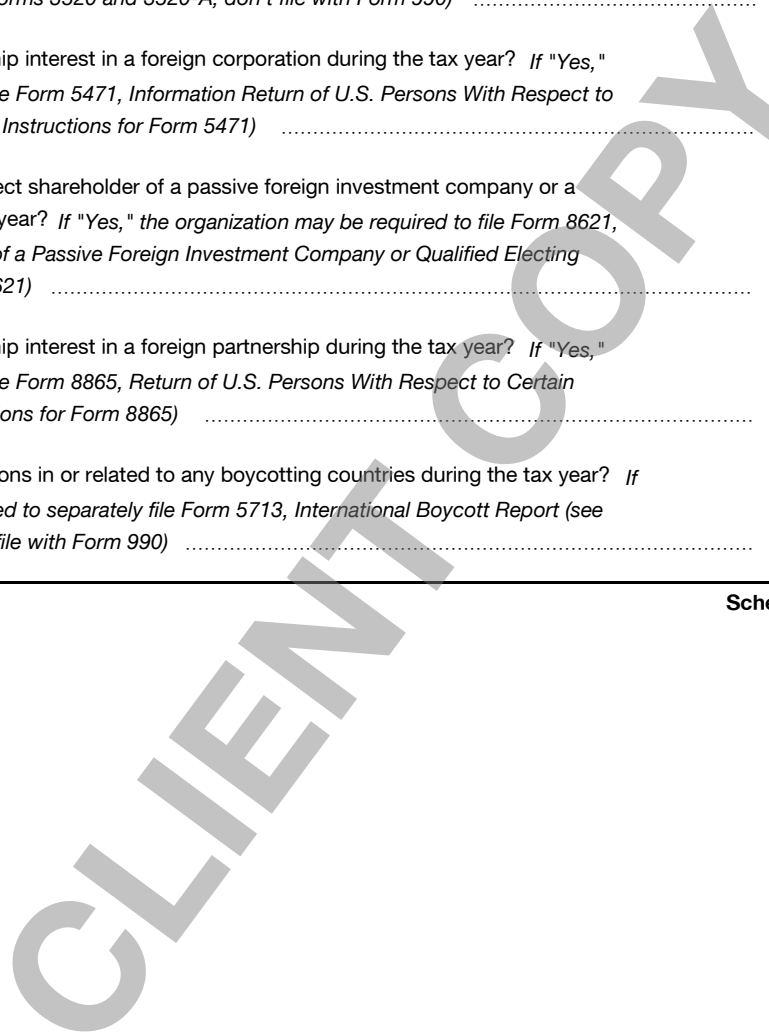 orms 3520 and 3520-A; don't file with Form 990)
ip interest in a foreign corporation during the tax year? If "Yes,"
e Form 5471, Information Return of U.S. Persons With Respect to
Instructions for Form 5471)
ect shareholder of a passive foreign investment company or a
year? If "Yes," the organization may be required to file Form 8621,
of a Passive Foreign Investment Company or Qualified Electing
621)
ip interest in a foreign partnership during the tax year? If "Yes,"
e Form 8865, Return of U.S. Persons With Respect to Certain
ons for Form 8865)
ons in or related to any boycotting countries during the tax year? If
ed to separately file Form 5713, International Boycott Report (see
file with Form 990)
Sche
CLIENT COPY